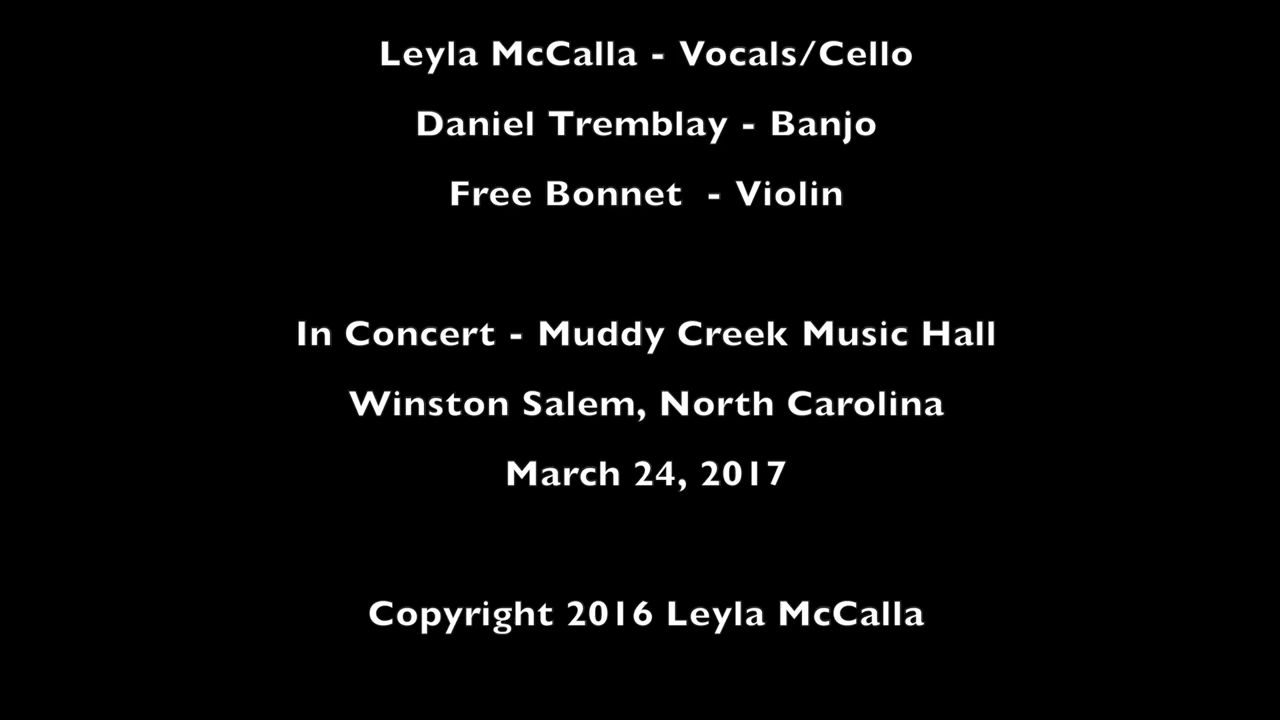 Leyla McCalla - Vocals/Cello
Daniel Tremblay - Banjo
Free Bonnet  - Violin
In Concert - Muddy Creek Music Hall
Winston Salem, North Carolina
March 24, 2017
Copyright 2016 Leyla McCalla